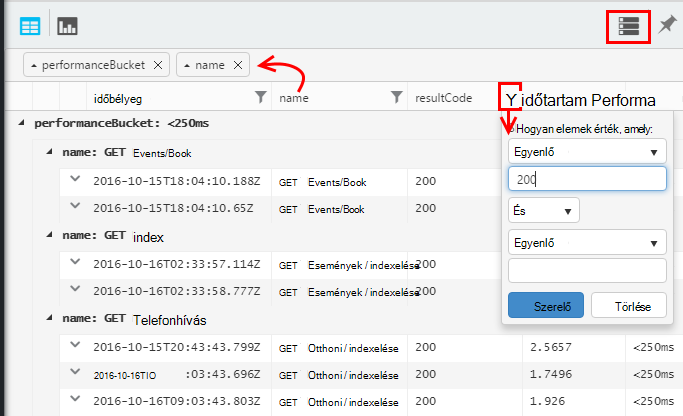 performanceBucket × name ×
időbélyeg name resultCode Y időtartam Performa
performanceBucket: <250ms
Hogyan elemek érték, amely:
name: GET Events/Book
Egyenlő
2016-10-15T18:04:10.188Z GET Events/Book 200
200
2016-10-15T18:04:10.65Z GET Events/Book 200
És
name: GET index
Egyenlő
2016-10-16T02:33:57.114Z GET Események / indexelése 200
2016-10-16T02:33:58.777Z GET Események / indexelése 200
Szerelő Törlése
name: GET Telefonhívás
2016-10-15T20:43:43.799Z GET Otthoni / indexelése 200 2.5657 <250ms
2016-10-16TIO :03:43.696Z GET Otthoni / indexelése 200 1.7496 <250ms
2016-10-16T09:03:43.803Z GET Otthoni / indexelése 200 1.926 <250ms